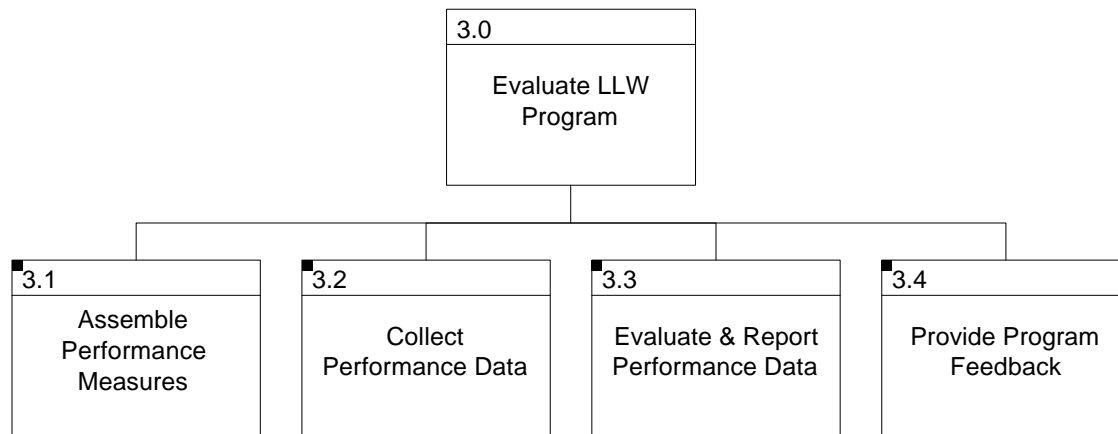 3.0
Evaluate LLW
Program
3.1
Assemble
Performance
Measures
3.2
Collect
Performance Data
3.3
Evaluate & Report
Performance Data
3.4
Provide Program
Feedback